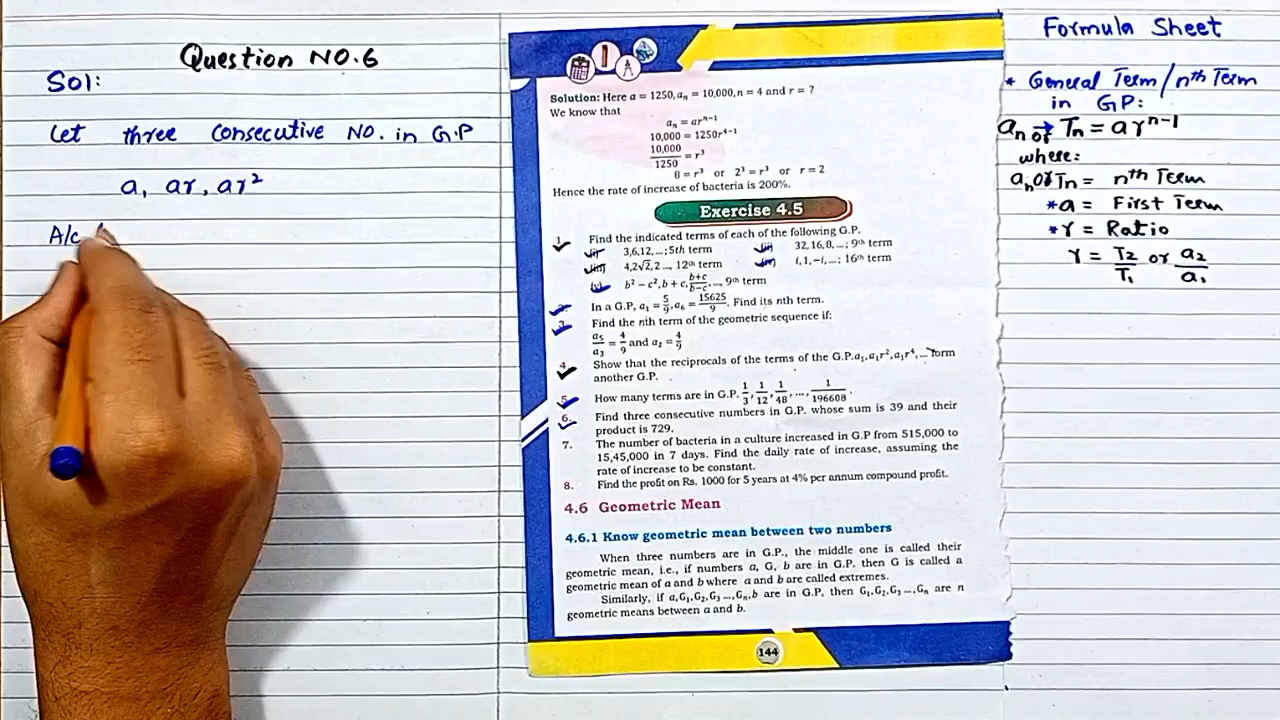 Question NO.6
Sol:
Let three Consecutive NO. in G.P
a, ar, ar²
A/c
Solution: Here a = 1250, aₙ = 10,000, n = 4 and r = ?
We know that
aₙ = arⁿ⁻¹
10,000 = 1250r⁴⁻¹
10,000/1250 = r³
8 = r³ or 2³ = r³ or r = 2
Hence the rate of increase of bacteria is 200%.
Exercise 4.5
1. Find the indicated terms of each of the following G.P.
(i) 3,6,12, ...; 5th term (ii) 32,16,8, ...; 9th term
(iii) 4,2√2,2 ..., 12th term (iv) i, 1, −i, ...; 16th term
(v) b² − c², b + c, (b+c)/(b−c), ..., 9th term
2. In a G.P, a₁ = 5/9, a₆ = 15625/9. Find its nth term.
3. Find the nth term of the geometric sequence if:
a₅/a₃ = 4/9 and a₂ = 4/9
4. Show that the reciprocals of the terms of the G.P. a₁, a₁r², a₁r⁴, ... form
another G.P.
5. How many terms are in G.P. 1/3, 1/12, 1/48, ..., 1/196608.
6. Find three consecutive numbers in G.P. whose sum is 39 and their
product is 729.
7. The number of bacteria in a culture increased in G.P from 515,000 to
15,45,000 in 7 days. Find the daily rate of increase, assuming the
rate of increase to be constant.
8. Find the profit on Rs. 1000 for 5 years at 4% per annum compound profit.
4.6 Geometric Mean
4.6.1 Know geometric mean between two numbers
When three numbers are in G.P., the middle one is called their
geometric mean, i.e., if numbers a, G, b are in G.P. then G is called a
geometric mean of a and b where a and b are called extremes.
Similarly, if a, G₁, G₂, G₃ ..., Gₙ, b are in G.P, then G₁, G₂, G₃ ..., Gₙ are n
geometric means between a and b.
144
Formula Sheet
* General Term/nth Term
in GP:
aₙ or Tₙ = arⁿ⁻¹
where:
aₙ or Tₙ = nth Term
* a = First Term
* r = Ratio
r = T₂/T₁ or a₂/a₁